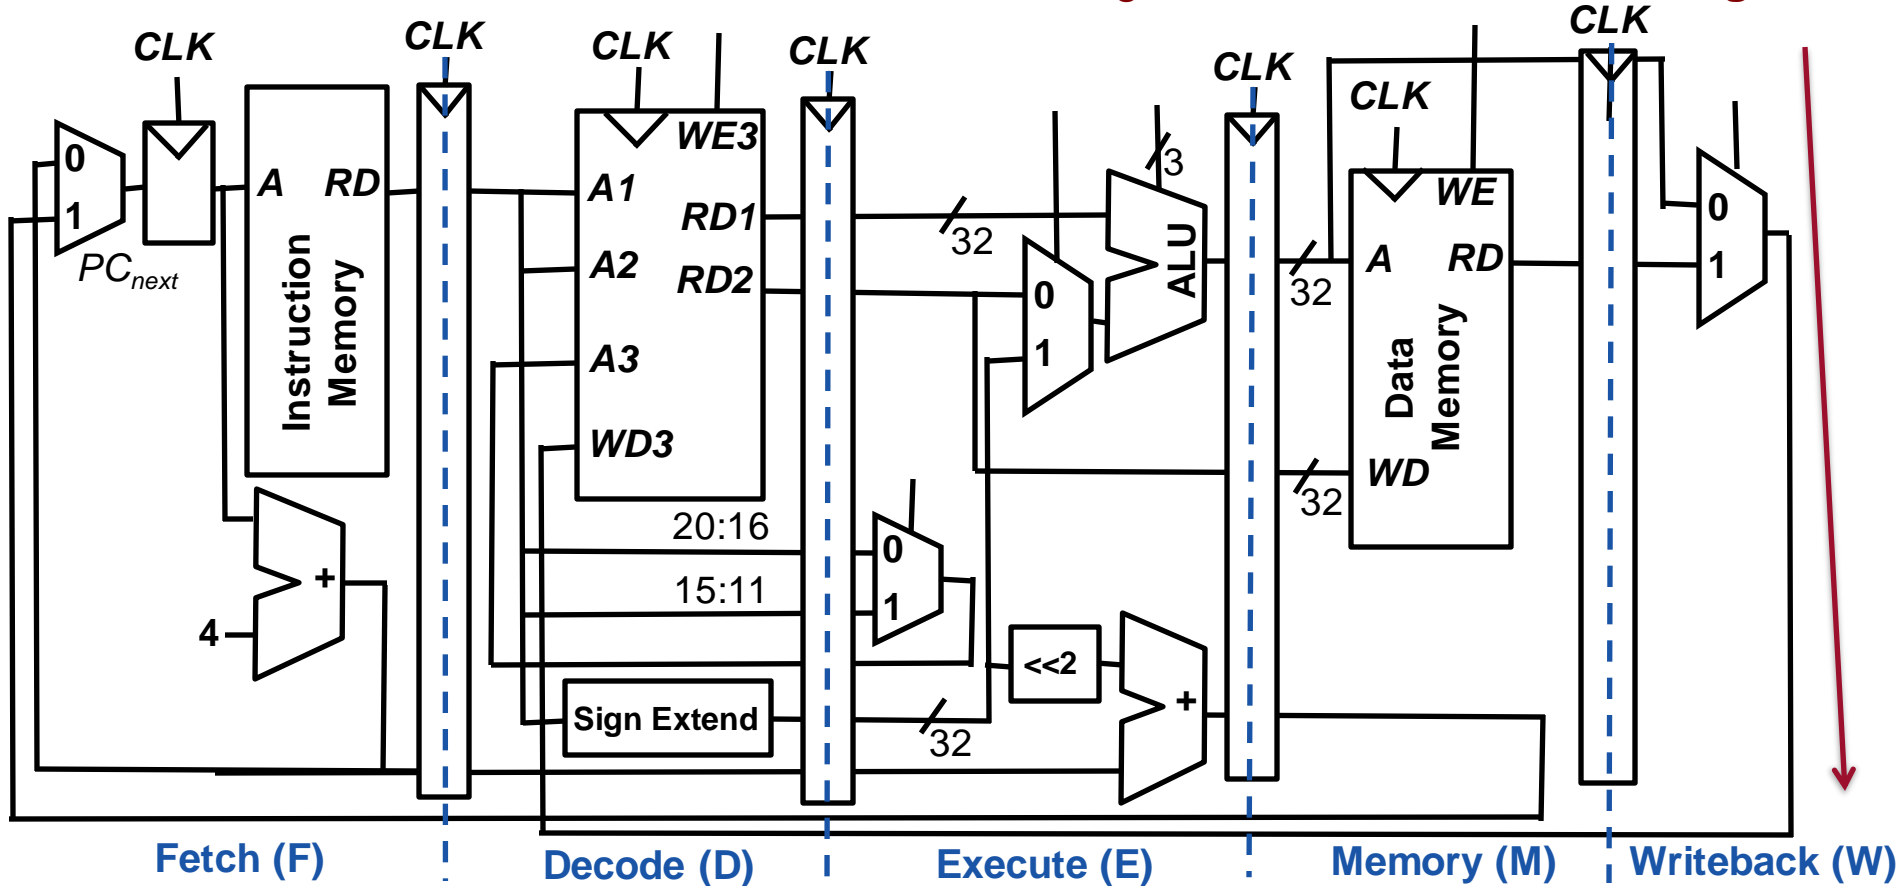 CLK
CLK
CLK
CLK
CLK
CLK
CLK
0
1
PCnext
A
RD
Instruction
Memory
4
+
WE3
A1
A2
A3
WD3
RD1
RD2
20:16
15:11
Sign Extend
0
1
32
32
0
1
3
ALU
<<2
+
32
32
A
WE
RD
WD
Data
Memory
0
1
Fetch (F)
Decode (D)
Execute (E)
Memory (M)
Writeback (W)